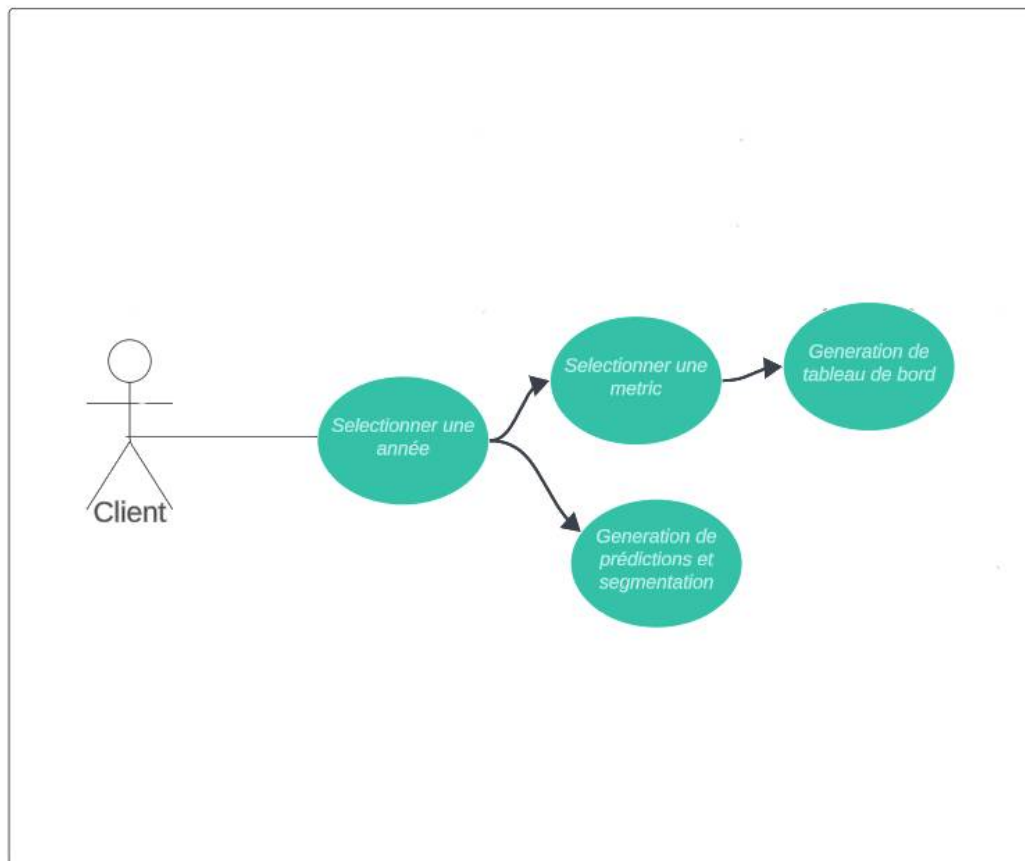 Client
Selectionner une
année
Selectionner une
metric
Generation de
tableau de bord
Generation de
prédictions et
segmentation